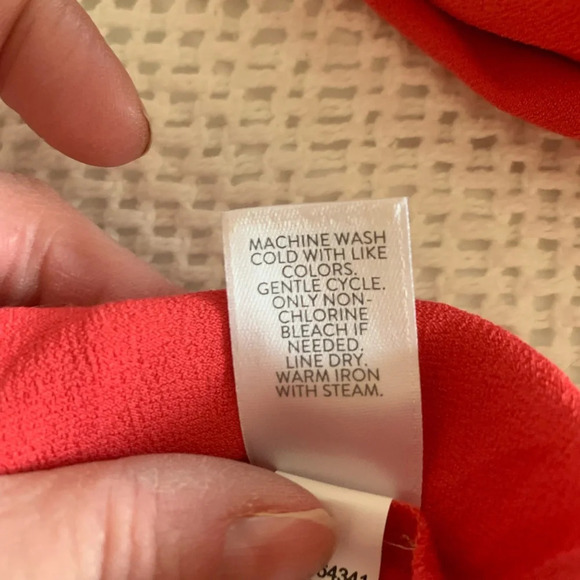 MACHINE WASH
COLD WITH LIKE
COLORS.
GENTLE CYCLE.
ONLY NON-
CHLORINE
BLEACH IF
NEEDED.
LINE DRY.
WARM IRON
WITH STEAM.